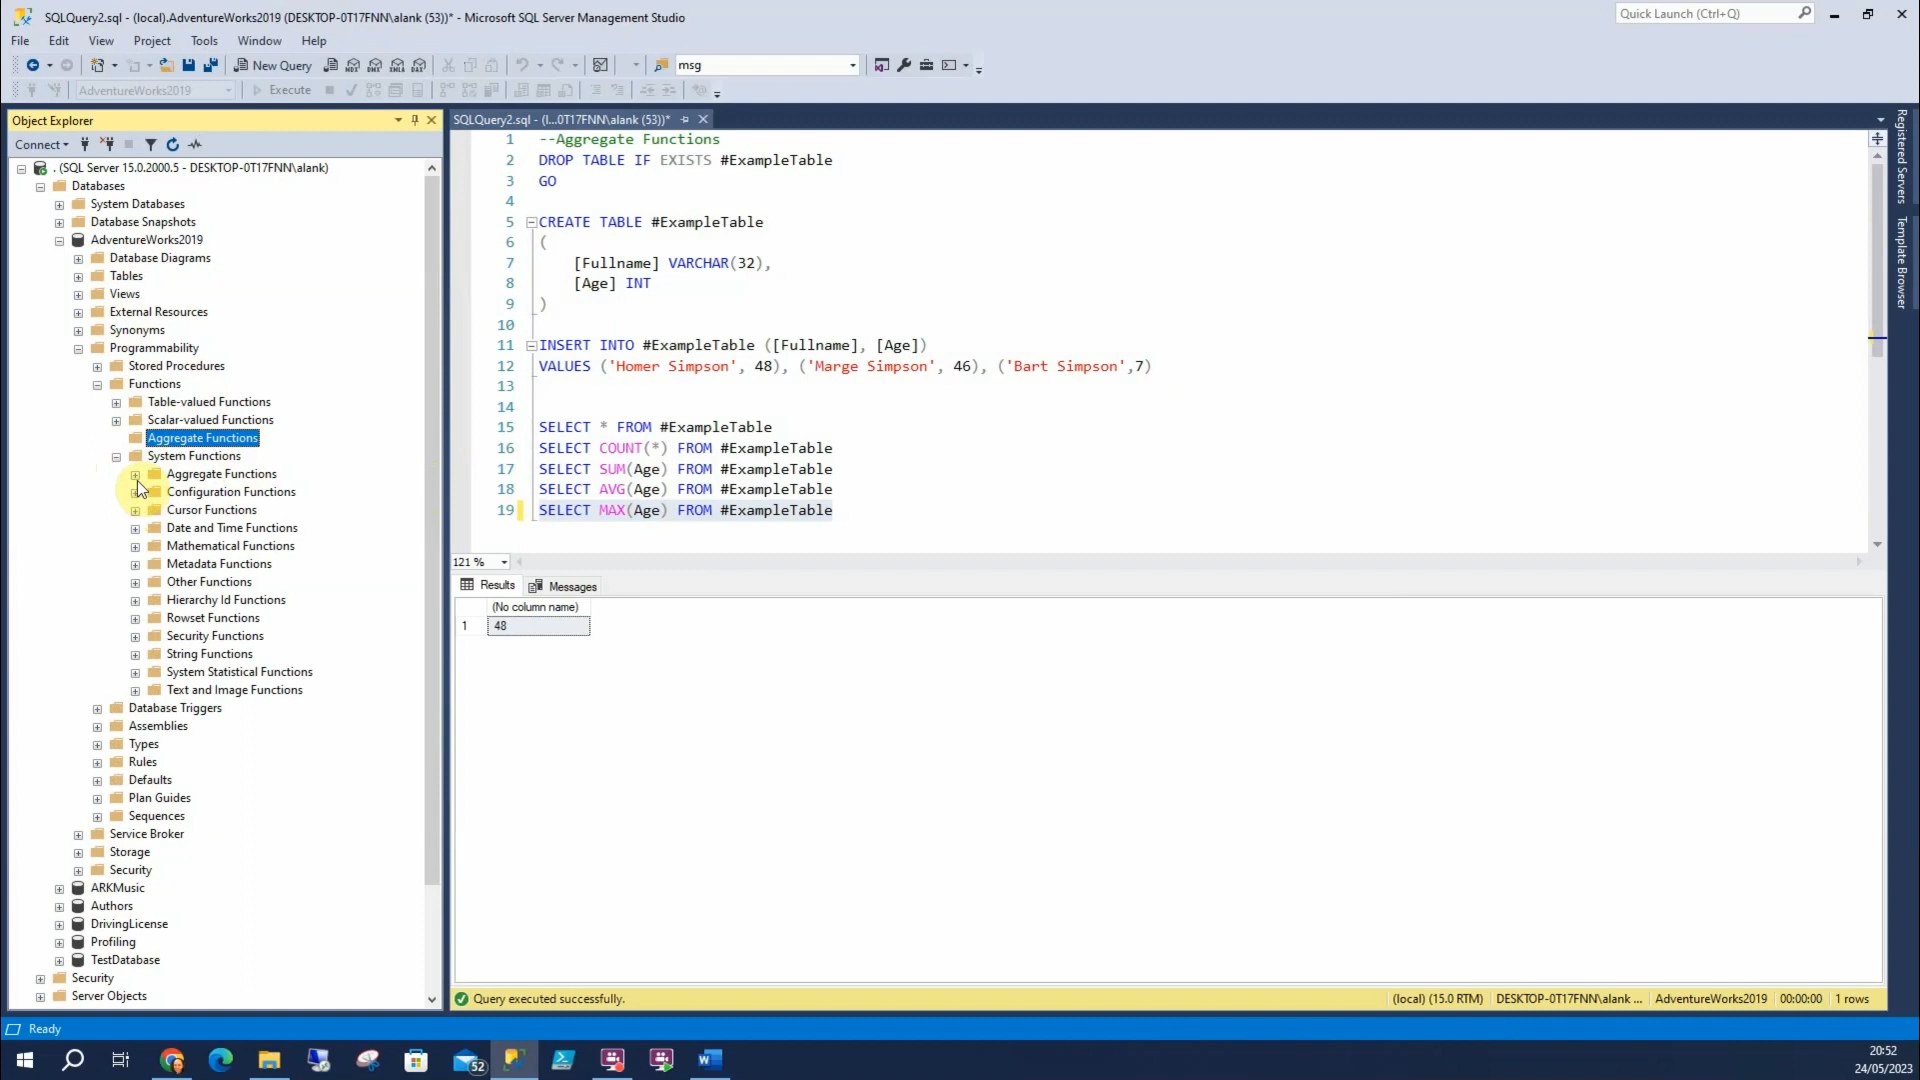 SQLQuery2.sql - (local).AdventureWorks2019 (DESKTOP-0T17FNN\alank (53))* - Microsoft SQL Server Management Studio
Quick Launch (Ctrl+Q)
File Edit View Project Tools Window Help
New Query
msg
AdventureWorks2019
Execute
Object Explorer
Connect
. (SQL Server 15.0.2000.5 - DESKTOP-0T17FNN\alank)
Databases
System Databases
Database Snapshots
AdventureWorks2019
Database Diagrams
Tables
Views
External Resources
Synonyms
Programmability
Stored Procedures
Functions
Table-valued Functions
Scalar-valued Functions
Aggregate Functions
System Functions
Aggregate Functions
Configuration Functions
Cursor Functions
Date and Time Functions
Mathematical Functions
Metadata Functions
Other Functions
Hierarchy Id Functions
Rowset Functions
Security Functions
String Functions
System Statistical Functions
Text and Image Functions
Database Triggers
Assemblies
Types
Rules
Defaults
Plan Guides
Sequences
Service Broker
Storage
Security
ARKMusic
Authors
DrivingLicense
Profiling
TestDatabase
Security
Server Objects
SQLQuery2.sql - (l...0T17FNN\alank (53))*
1 --Aggregate Functions
2 DROP TABLE IF EXISTS #ExampleTable
3 GO
4
5 CREATE TABLE #ExampleTable
6 (
7 [Fullname] VARCHAR(32),
8 [Age] INT
9 )
10
11 INSERT INTO #ExampleTable ([Fullname], [Age])
12 VALUES ('Homer Simpson', 48), ('Marge Simpson', 46), ('Bart Simpson',7)
13
14
15 SELECT * FROM #ExampleTable
16 SELECT COUNT(*) FROM #ExampleTable
17 SELECT SUM(Age) FROM #ExampleTable
18 SELECT AVG(Age) FROM #ExampleTable
19 SELECT MAX(Age) FROM #ExampleTable
121 %
Results Messages
(No column name)
1 48
Query executed successfully.
(local) (15.0 RTM) DESKTOP-0T17FNN\alank ... AdventureWorks2019 00:00:00 1 rows
Registered Servers
Template Browser
Ready
52
20:52
24/05/2023